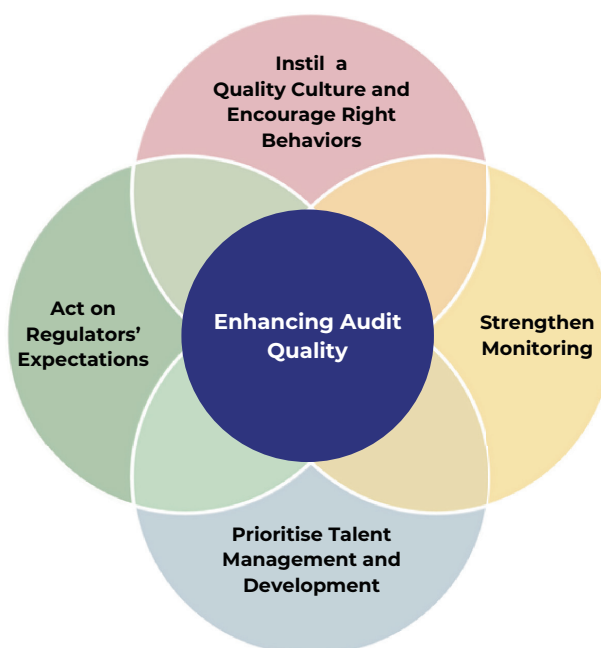 Instil a
Quality Culture and
Encourage Right
Behaviors
Act on
Regulators’
Expectations
Enhancing Audit
Quality
Strengthen
Monitoring
Prioritise Talent
Management and
Development